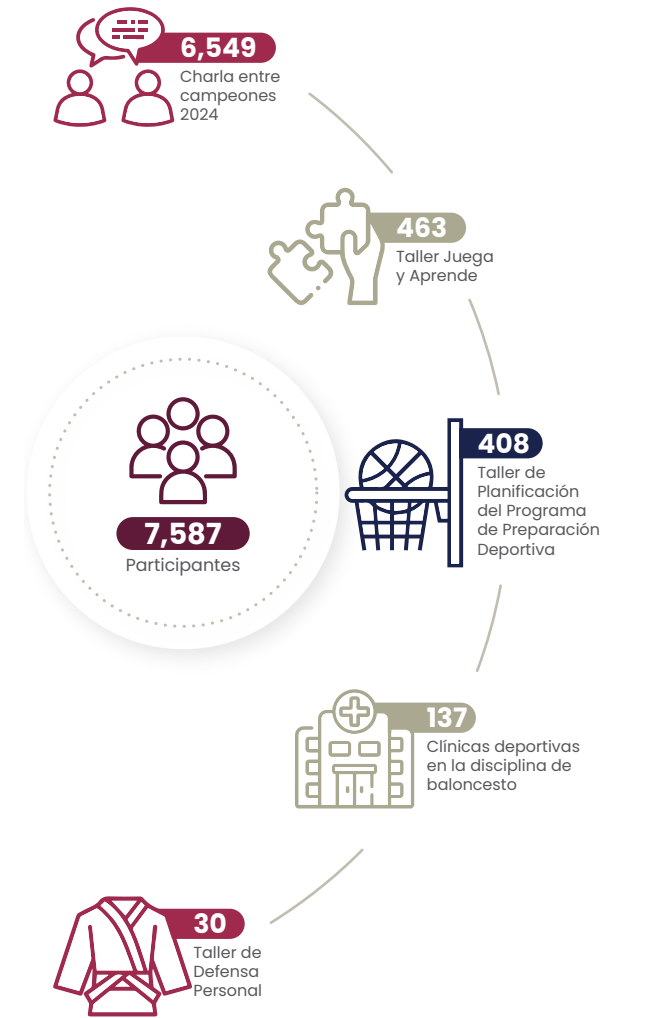 6,549
Charla entre
campeones
2024
463
Taller Juega
y Aprende
7,587
Participantes
408
Taller de
Planificación
del Programa
de Preparación
Deportiva
137
Clínicas deportivas
en la disciplina de
baloncesto
30
Taller de
Defensa
Personal